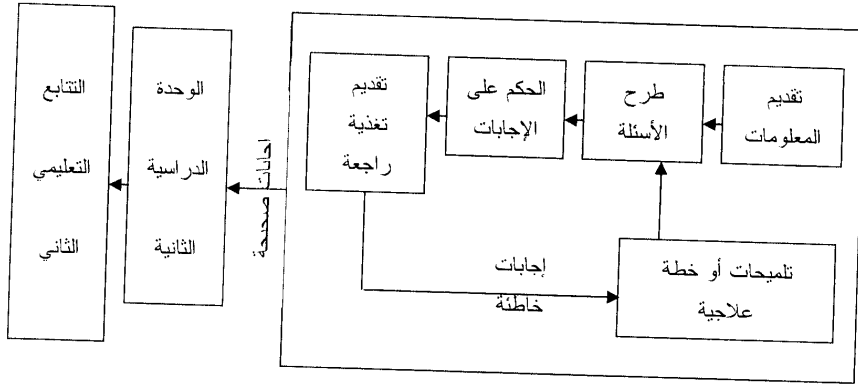 تقديم
المعلومات
طرح
الأسئلة
الحكم على
الإجابات
تقديم
تغذية
راجعة
تلميحات أو خطة
علاجية
إجابات
خاطئة
اجابات صحيحة
الوحدة
الدراسية
الثانية
التتابع
التعليمي
الثاني